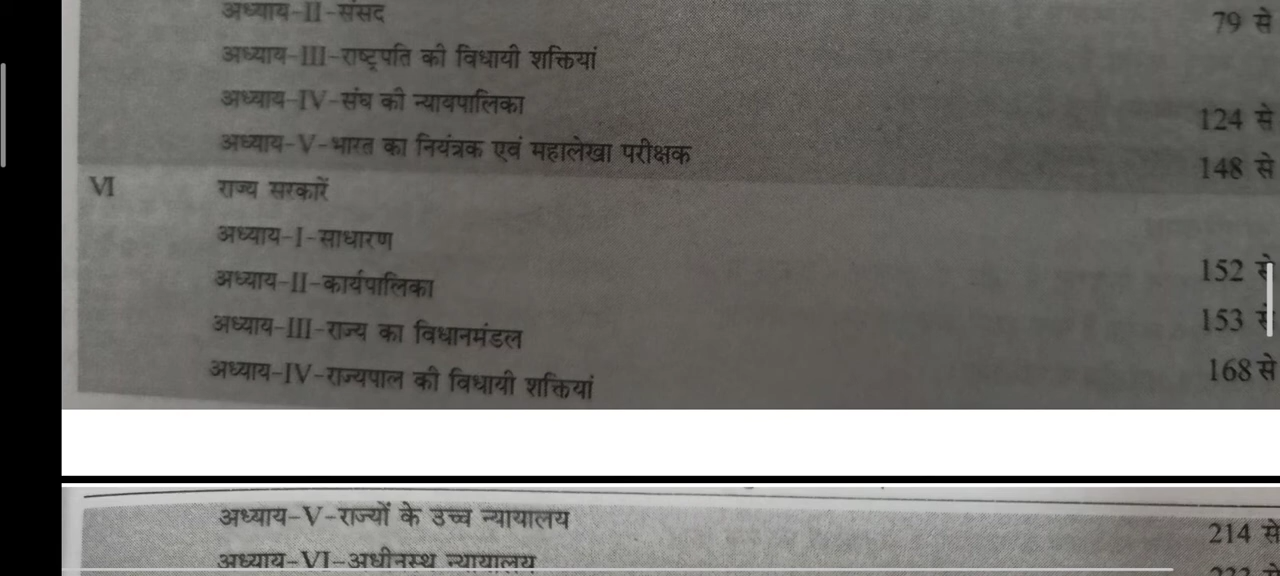 अध्याय-II-संसद 79 से
अध्याय-III-राष्ट्रपति की विधायी शक्तियां
अध्याय-IV-संघ की न्यायपालिका 124 से
अध्याय-V-भारत का नियंत्रक एवं महालेखा परीक्षक 148 से
VI राज्य सरकारें
अध्याय-I-साधारण 152 से
अध्याय-II-कार्यपालिका 153 से
अध्याय-III-राज्य का विधानमंडल 168 से
अध्याय-IV-राज्यपाल की विधायी शक्तियां
अध्याय-V-राज्यों के उच्च न्यायालय 214 से
अध्याय-VI-अधीनस्थ न्यायालय